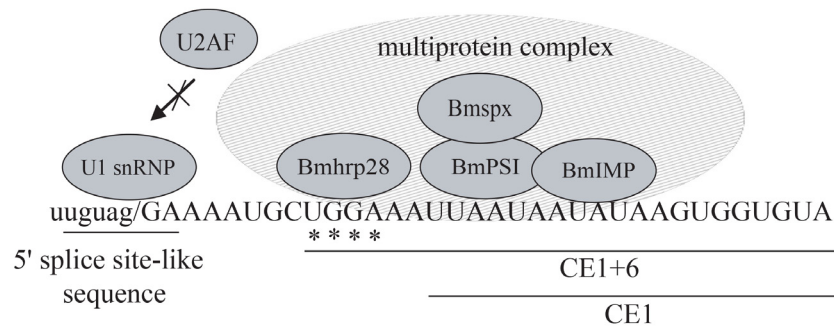 U2AF
multiprotein complex
Bmspx
U1 snRNP
Bmhrp28
BmPSI
BmIMP
uuguag/GAAAAUGCUGGAAAUUAAUAAUAUAAGUGGUGUA
****
5' splice site-like
sequence
CE1+6
CE1